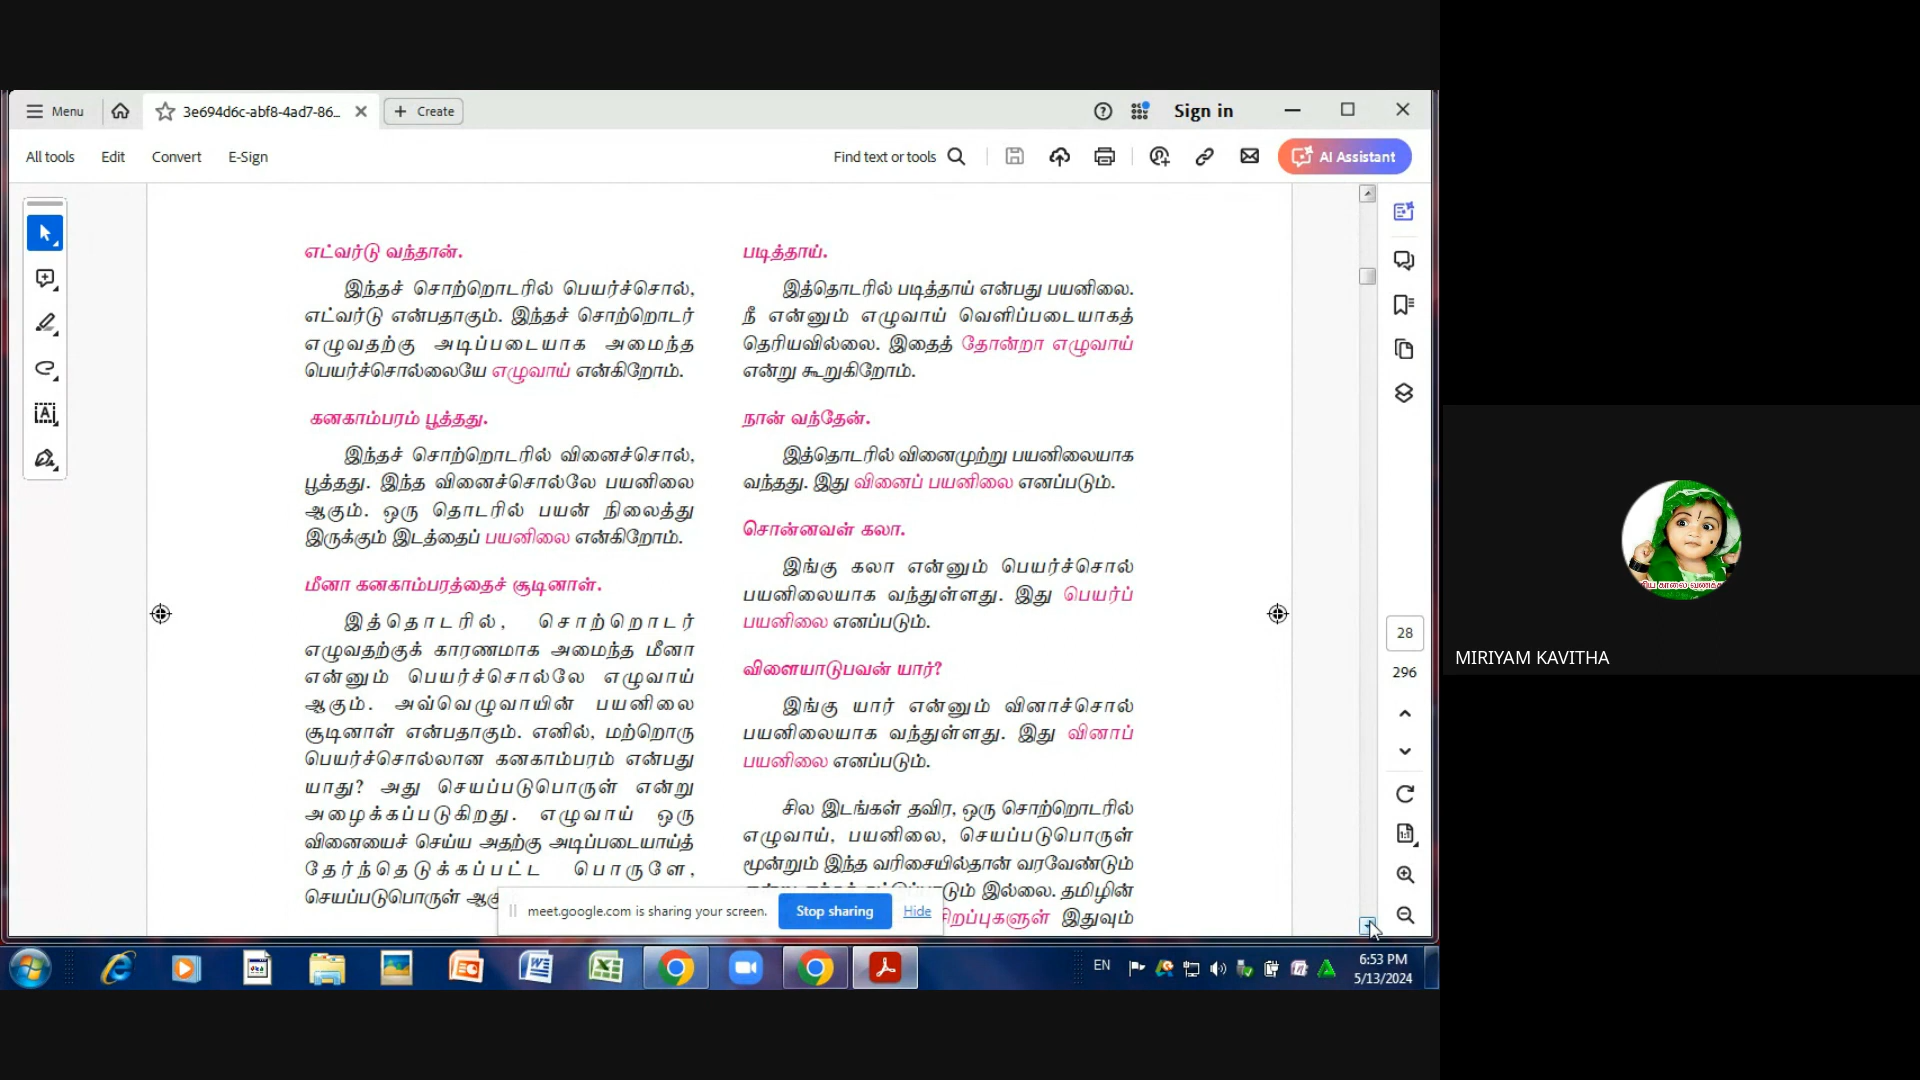 Menu
3e694d6c-abf8-4ad7-86...
Create
Sign in
All tools
Edit
Convert
E-Sign
Find text or tools
AI Assistant
எட்வர்டு வந்தான்.
இந்தச் சொற்றொடரில் பெயர்ச்சொல்,
எட்வர்டு என்பதாகும். இந்தச் சொற்றொடர்
எழுவதற்கு அடிப்படையாக அமைந்த
பெயர்ச்சொல்லையே எழுவாய் என்கிறோம்.
கனகாம்பரம் பூத்தது.
இந்தச் சொற்றொடரில் வினைச்சொல்,
பூத்தது. இந்த வினைச்சொல்லே பயனிலை
ஆகும். ஒரு தொடரில் பயன் நிலைத்து
இருக்கும் இடத்தைப் பயனிலை என்கிறோம்.
மீனா கனகாம்பரத்தைச் சூடினாள்.
இத்தொடரில், சொற்றொடர்
எழுவதற்குக் காரணமாக அமைந்த மீனா
என்னும் பெயர்ச்சொல்லே எழுவாய்
ஆகும். அவ்வெழுவாயின் பயனிலை
சூடினாள் என்பதாகும். எனில், மற்றொரு
பெயர்ச்சொல்லான கனகாம்பரம் என்பது
யாது? அது செயப்படுபொருள் என்று
அழைக்கப்படுகிறது. எழுவாய் ஒரு
வினையைச் செய்ய அதற்கு அடிப்படையாய்த்
தேர்ந்தெடுக்கப்பட்ட பொருளே,
செயப்படுபொருள்
படித்தாய்.
இத்தொடரில் படித்தாய் என்பது பயனிலை.
நீ என்னும் எழுவாய் வெளிப்படையாகத்
தெரியவில்லை. இதைத் தோன்றா எழுவாய்
என்று கூறுகிறோம்.
நான் வந்தேன்.
இத்தொடரில் வினைமுற்று பயனிலையாக
வந்தது. இது வினைப் பயனிலை எனப்படும்.
சொன்னவள் கலா.
இங்கு கலா என்னும் பெயர்ச்சொல்
பயனிலையாக வந்துள்ளது. இது பெயர்ப்
பயனிலை எனப்படும்.
விளையாடுபவன் யார்?
இங்கு யார் என்னும் வினாச்சொல்
பயனிலையாக வந்துள்ளது. இது வினாப்
பயனிலை எனப்படும்.
சில இடங்கள் தவிர, ஒரு சொற்றொடரில்
எழுவாய், பயனிலை, செயப்படுபொருள்
மூன்றும் இந்த வரிசையில்தான் வரவேண்டும்
இல்லை. தமிழின்
சிறப்புகளுள் இதுவும்
28
296
meet.google.com is sharing your screen.
Stop sharing
Hide
EN
6:53 PM
5/13/2024
MIRIYAM KAVITHA